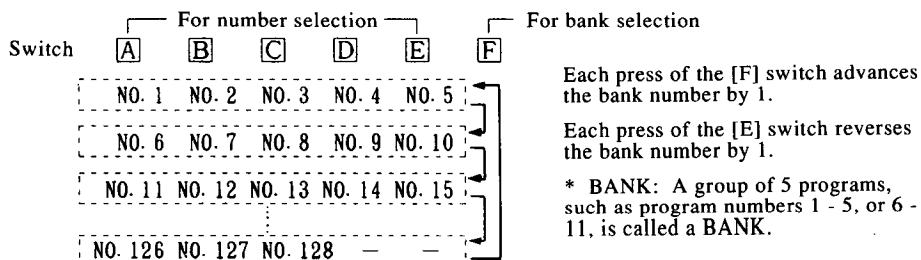 For number selection
For bank selection
Switch A B C D E F
NO. 1 NO. 2 NO. 3 NO. 4 NO. 5
NO. 6 NO. 7 NO. 8 NO. 9 NO. 10
NO. 11 NO. 12 NO. 13 NO. 14 NO. 15
NO. 126 NO. 127 NO. 128 — —
Each press of the [F] switch advances
the bank number by 1.
Each press of the [E] switch reverses
the bank number by 1.
* BANK: A group of 5 programs,
such as program numbers 1 - 5, or 6 -
11, is called a BANK.